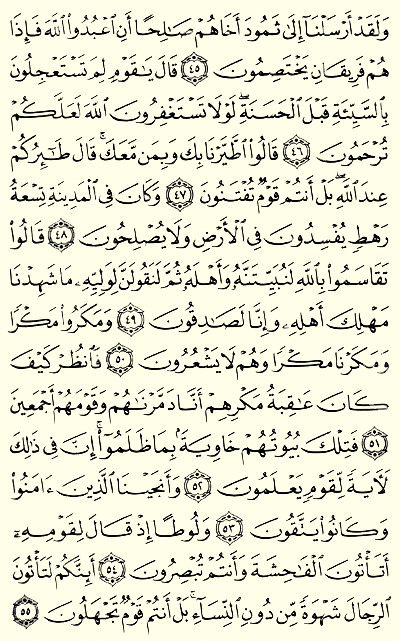 وَلَقَدْ أَرْسَلْنَآ إِلَىٰ ثَمُودَ أَخَاهُمْ صَٰلِحًا أَنِ ٱعْبُدُوا۟ ٱللَّهَ فَإِذَا
هُمْ فَرِيقَانِ يَخْتَصِمُونَ ٤٥ قَالَ يَٰقَوْمِ لِمَ تَسْتَعْجِلُونَ
بِٱلسَّيِّئَةِ قَبْلَ ٱلْحَسَنَةِ ۖ لَوْلَا تَسْتَغْفِرُونَ ٱللَّهَ لَعَلَّكُمْ
تُرْحَمُونَ ٤٦ قَالُوا۟ ٱطَّيَّرْنَا بِكَ وَبِمَن مَّعَكَ ۚ قَالَ طَٰٓئِرُكُمْ
عِندَ ٱللَّهِ ۖ بَلْ أَنتُمْ قَوْمٌ تُفْتَنُونَ ٤٧ وَكَانَ فِى ٱلْمَدِينَةِ تِسْعَةُ
رَهْطٍ يُفْسِدُونَ فِى ٱلْأَرْضِ وَلَا يُصْلِحُونَ ٤٨ قَالُوا۟
تَقَاسَمُوا۟ بِٱللَّهِ لَنُبَيِّتَنَّهُۥ وَأَهْلَهُۥ ثُمَّ لَنَقُولَنَّ لِوَلِيِّهِۦ مَا شَهِدْنَا
مَهْلِكَ أَهْلِهِۦ وَإِنَّا لَصَٰدِقُونَ ٤٩ وَمَكَرُوا۟ مَكْرًا
وَمَكَرْنَا مَكْرًا وَهُمْ لَا يَشْعُرُونَ ٥٠ فَٱنظُرْ كَيْفَ
كَانَ عَٰقِبَةُ مَكْرِهِمْ أَنَّا دَمَّرْنَٰهُمْ وَقَوْمَهُمْ أَجْمَعِينَ
٥١ فَتِلْكَ بُيُوتُهُمْ خَاوِيَةًۢ بِمَا ظَلَمُوٓا۟ ۗ إِنَّ فِى ذَٰلِكَ
لَءَايَةً لِّقَوْمٍ يَعْلَمُونَ ٥٢ وَأَنجَيْنَا ٱلَّذِينَ ءَامَنُوا۟
وَكَانُوا۟ يَتَّقُونَ ٥٣ وَلُوطًا إِذْ قَالَ لِقَوْمِهِۦٓ
أَتَأْتُونَ ٱلْفَٰحِشَةَ وَأَنتُمْ تُبْصِرُونَ ٥٤ أَئِنَّكُمْ لَتَأْتُونَ
ٱلرِّجَالَ شَهْوَةً مِّن دُونِ ٱلنِّسَآءِ ۚ بَلْ أَنتُمْ قَوْمٌ تَجْهَلُونَ ٥٥